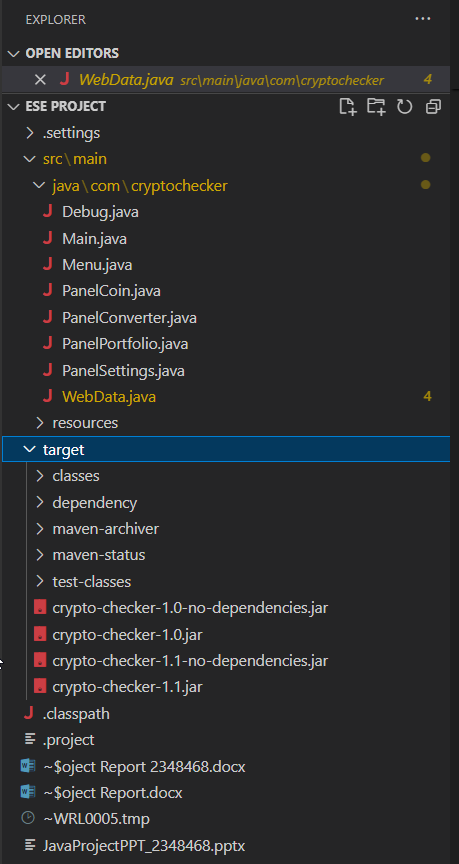 EXPLORER
OPEN EDITORS
WebData.java src\main\java\com\cryptochecker 4
ESE PROJECT
.settings
src\main
java\com\cryptochecker
Debug.java
Main.java
Menu.java
PanelCoin.java
PanelConverter.java
PanelPortfolio.java
PanelSettings.java
WebData.java 4
resources
target
classes
dependency
maven-archiver
maven-status
test-classes
crypto-checker-1.0-no-dependencies.jar
crypto-checker-1.0.jar
crypto-checker-1.1-no-dependencies.jar
crypto-checker-1.1.jar
.classpath
.project
~$oject Report 2348468.docx
~$oject Report.docx
~WRL0005.tmp
JavaProjectPPT_2348468.pptx